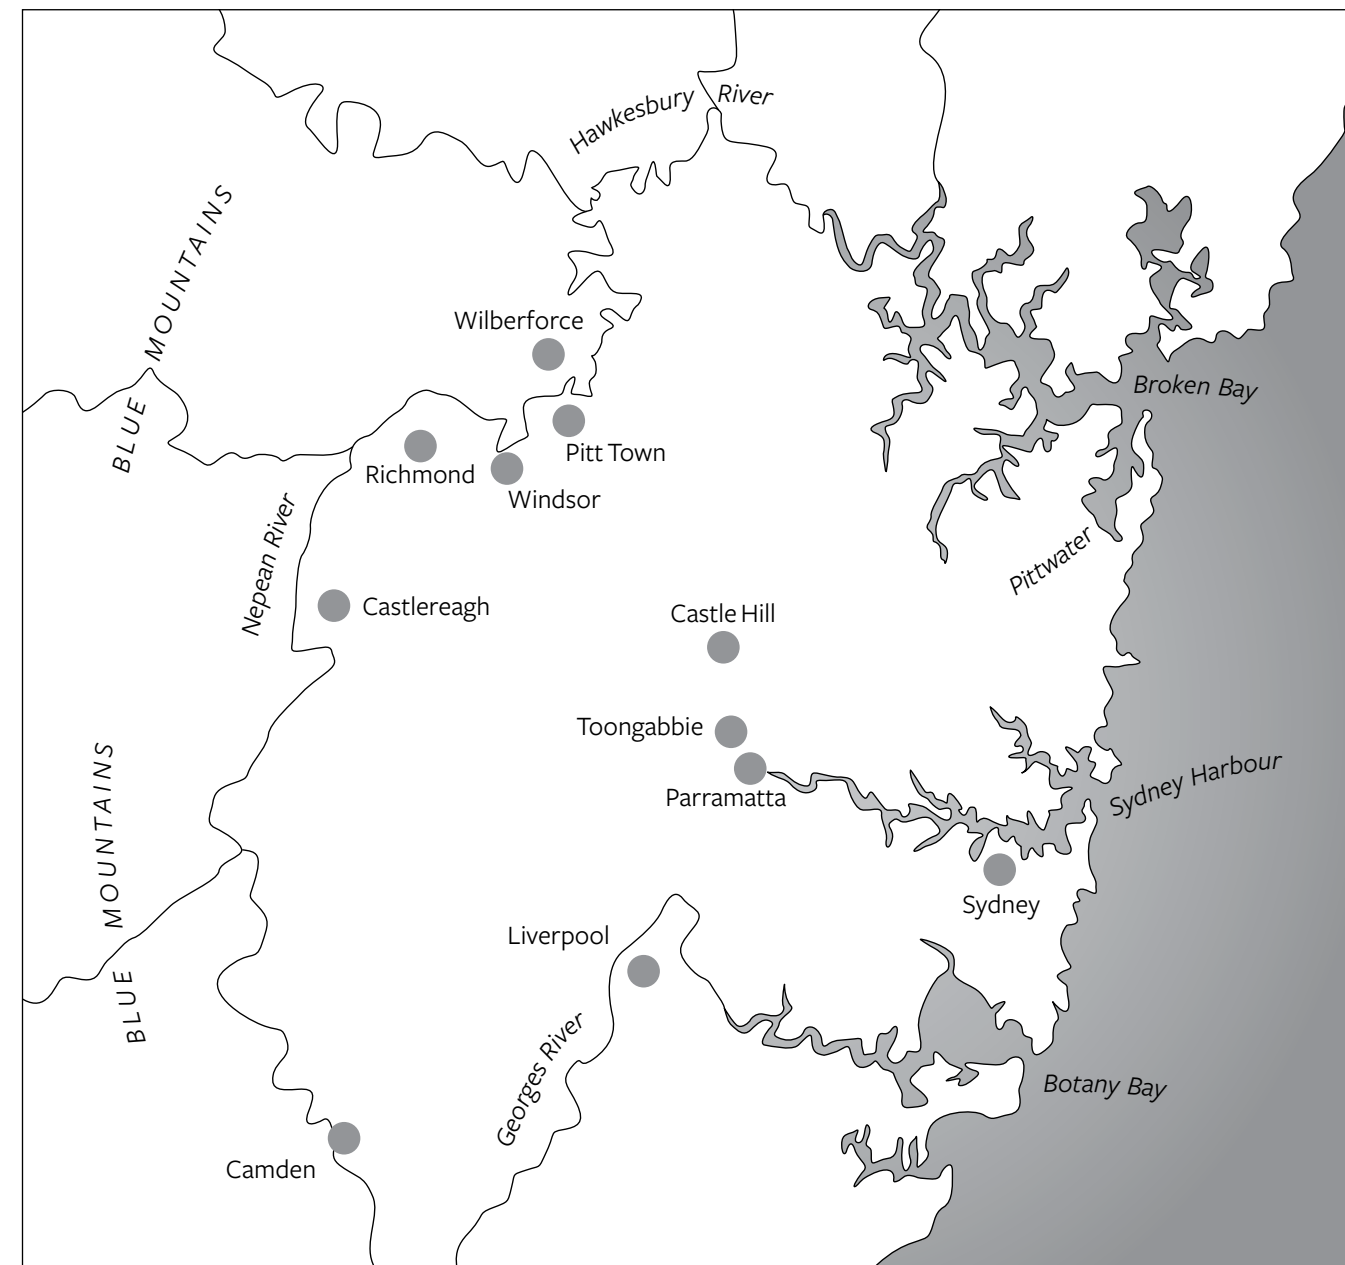 Hawkesbury River
BLUE MOUNTAINS
Wilberforce
Broken Bay
Pitt Town
Richmond
Windsor
Nepean River
Pittwater
Castlereagh
Castle Hill
Toongabbie
Parramatta
Sydney Harbour
BLUE MOUNTAINS
Sydney
Liverpool
Georges River
Botany Bay
Camden